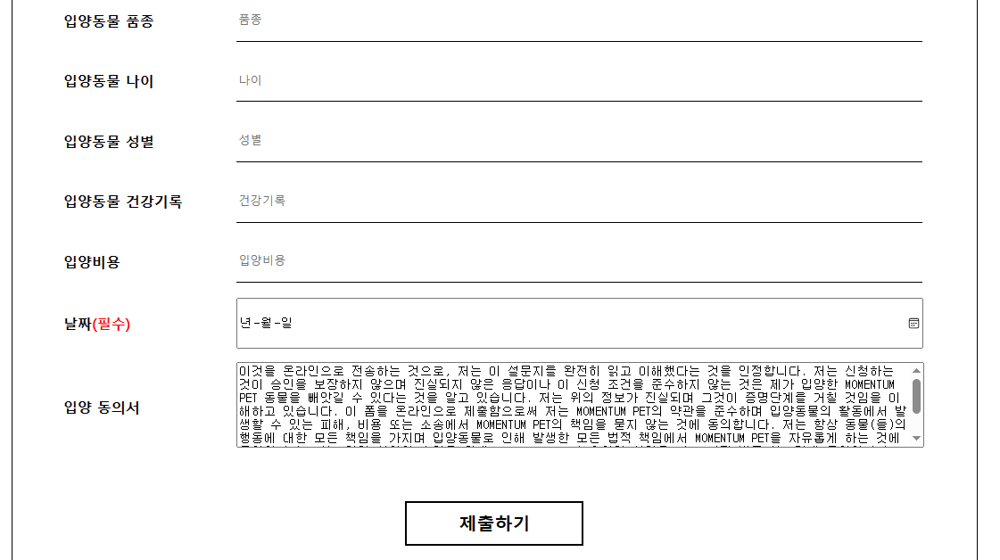 입양동물 품종 품종
입양동물 나이 나이
입양동물 성별 성별
입양동물 건강기록 건강기록
입양비용 입양비용
날짜(필수) 년-월-일
입양 동의서
이것을 온라인으로 전송하는 것으로, 저는 이 설문지를 완전히 읽고 이해했다는 것을 인정합니다. 저는 신청하는
것이 승인을 보장하지 않으며 진실되지 않은 응답이나 이 신청 조건을 준수하지 않는 것은 제가 입양한 MOMENTUM
PET 동물을 빼앗길 수 있다는 것을 알고 있습니다. 저는 위의 정보가 진실되며 그것이 증명단계를 거칠 것임을 이
해하고 있습니다. 이 폼을 온라인으로 제출함으로써 저는 MOMENTUM PET의 약관을 준수하며 입양동물의 활동에서 발
생할 수 있는 피해, 비용 또는 소송에서 MOMENTUM PET의 책임을 묻지 않는 것에 동의합니다. 저는 항상 동물(들)의
행동에 대한 모든 책임을 가지며 입양동물로 인해 발생한 모든 법적 책임에서 MOMENTUM PET을 자유롭게 하는 것에
제출하기